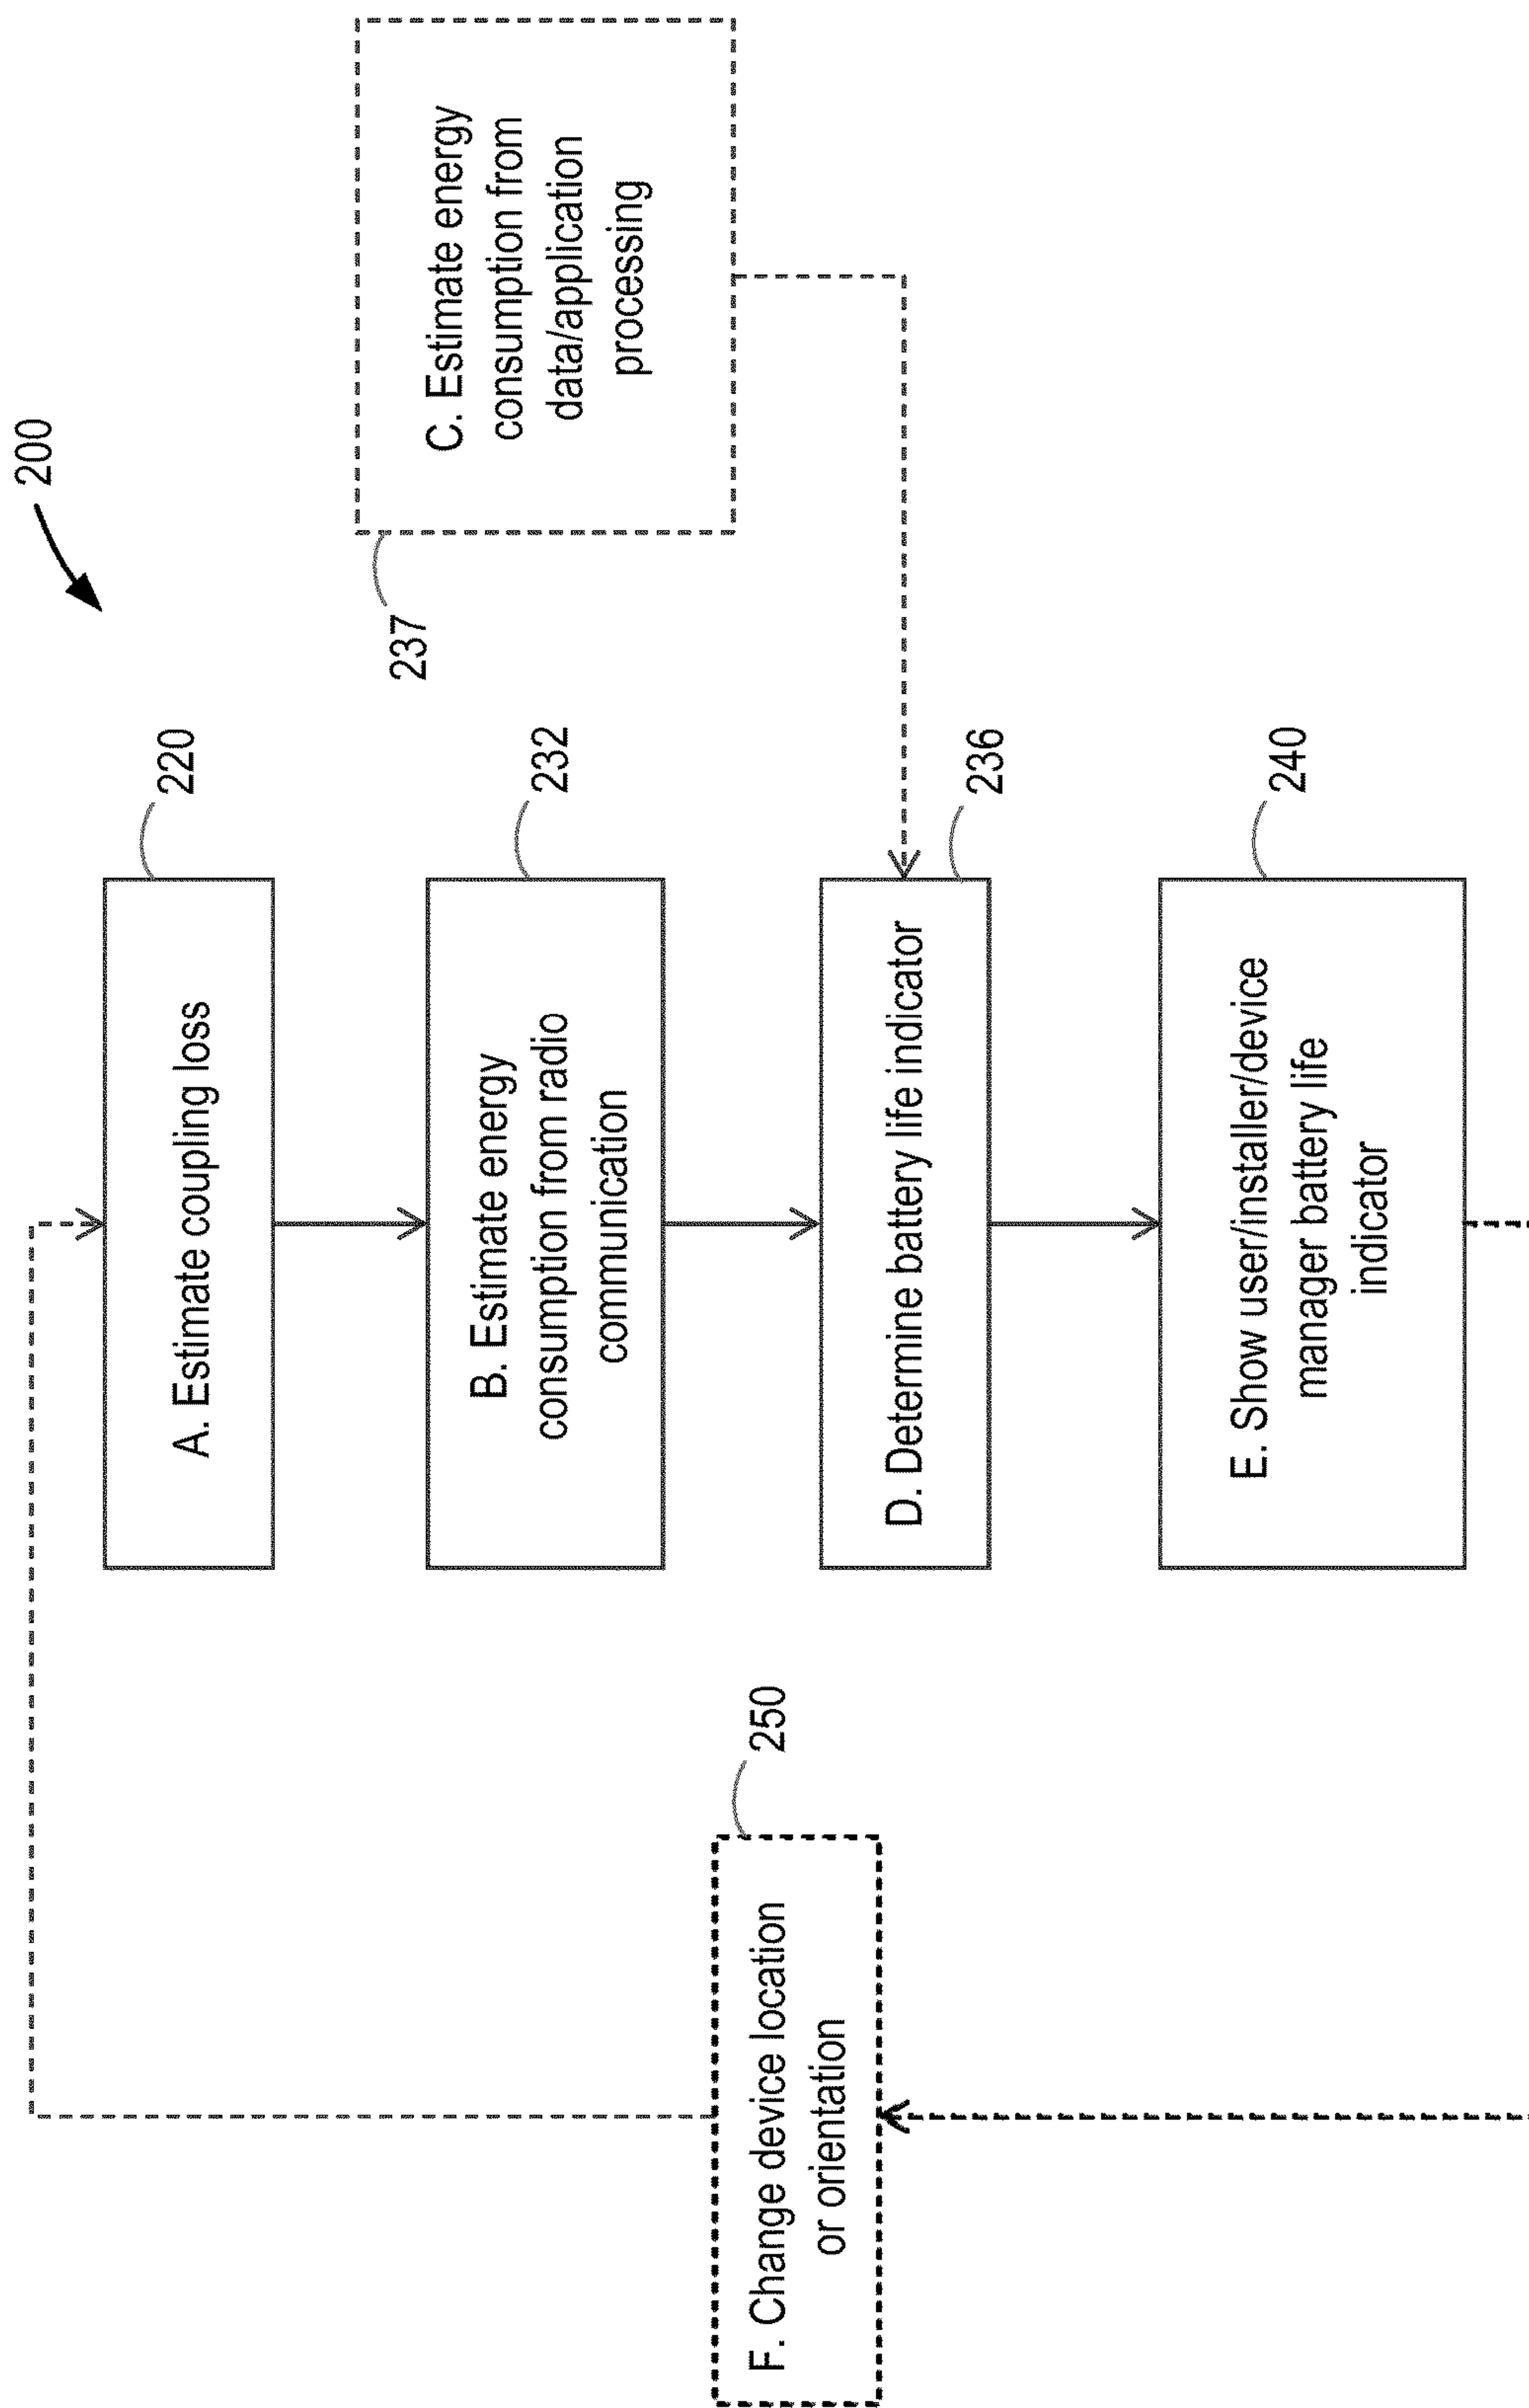 200
A. Estimate coupling loss
220
B. Estimate energy
consumption from radio
communication
232
C. Estimate energy
consumption from
data/application
processing
237
D. Determine battery life indicator
236
E. Show user/installer/device
manager battery life
indicator
240
F. Change device location
or orientation
250